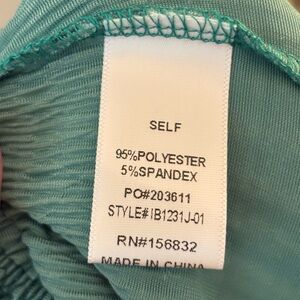 SELF
95%POLYESTER
5%SPANDEX
PO#203611
STYLE# IB1231J-01
RN#156832
MADE IN CHINA